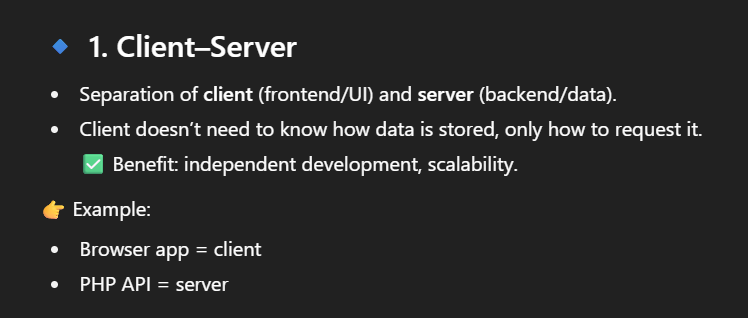 🔹 1. Client–Server
• Separation of client (frontend/UI) and server (backend/data).
• Client doesn’t need to know how data is stored, only how to request it.
✅ Benefit: independent development, scalability.
👉 Example:
• Browser app = client
• PHP API = server